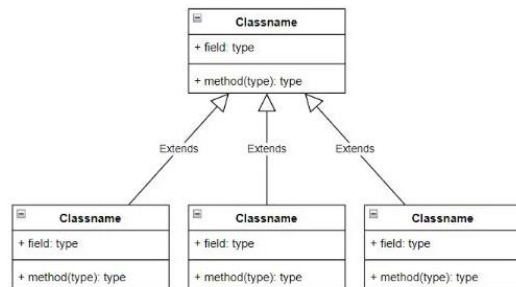 Classname
+ field: type
+ method(type): type
Extends
Extends
Extends
Classname
+ field: type
+ method(type): type
Classname
+ field: type
+ method(type): type
Classname
+ field: type
+ method(type): type